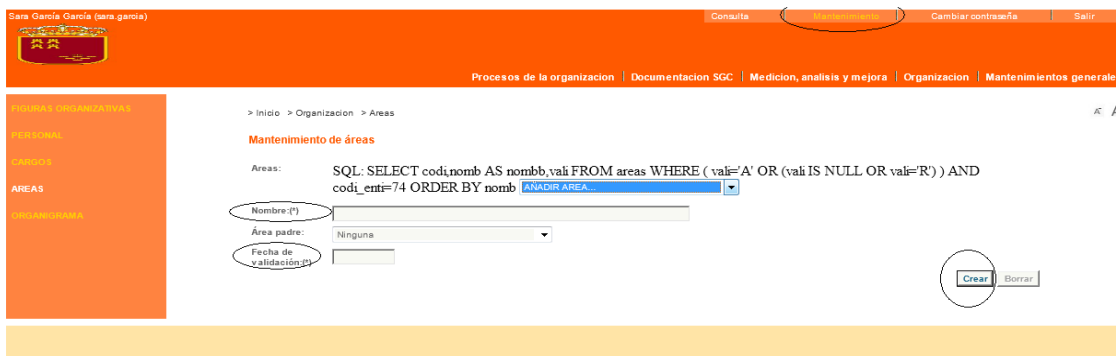 Sara García García (sara.garcia)
Consulta | Mantenimiento | Cambiar contraseña | Salir
Procesos de la organizacion | Documentacion SGC | Medicion, analisis y mejora | Organizacion | Mantenimientos generale
FIGURAS ORGANIZATIVAS
PERSONAL
CARGOS
AREAS
ORGANIGRAMA
> Inicio > Organizacion > Areas
A A
Mantenimiento de áreas
Areas:
SQL: SELECT codi,nomb AS nombb,vali FROM areas WHERE ( vali='A' OR (vali IS NULL OR vali='R') ) AND
codi_enti=74 ORDER BY nomb AÑADIR AREA...
Nombre:(*)
Área padre: Ninguna
Fecha de
validación:(*)
Crear Borrar